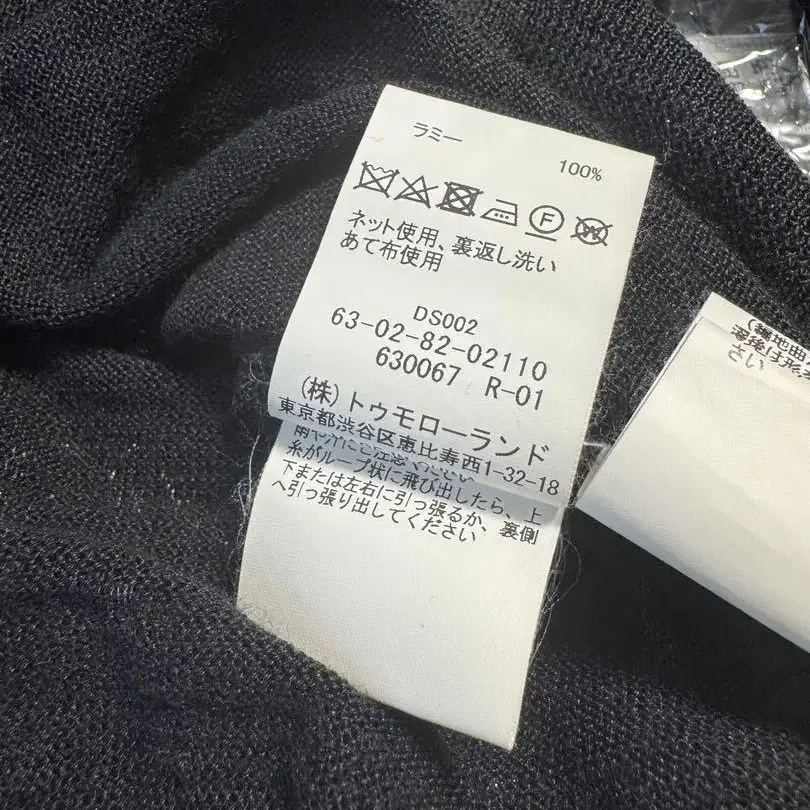 ラミー
100%
F
W
ネット使用、裏返し洗い
あて布使用
DS002
63-02-82-02110
630067 R-01
(株)トゥモローランド
東京都渋谷区恵比寿西1-32-18
糸がループ状に飛び出したら、上
下または左右に引っ張るか、裏側
へ引っ張り出してください
さい